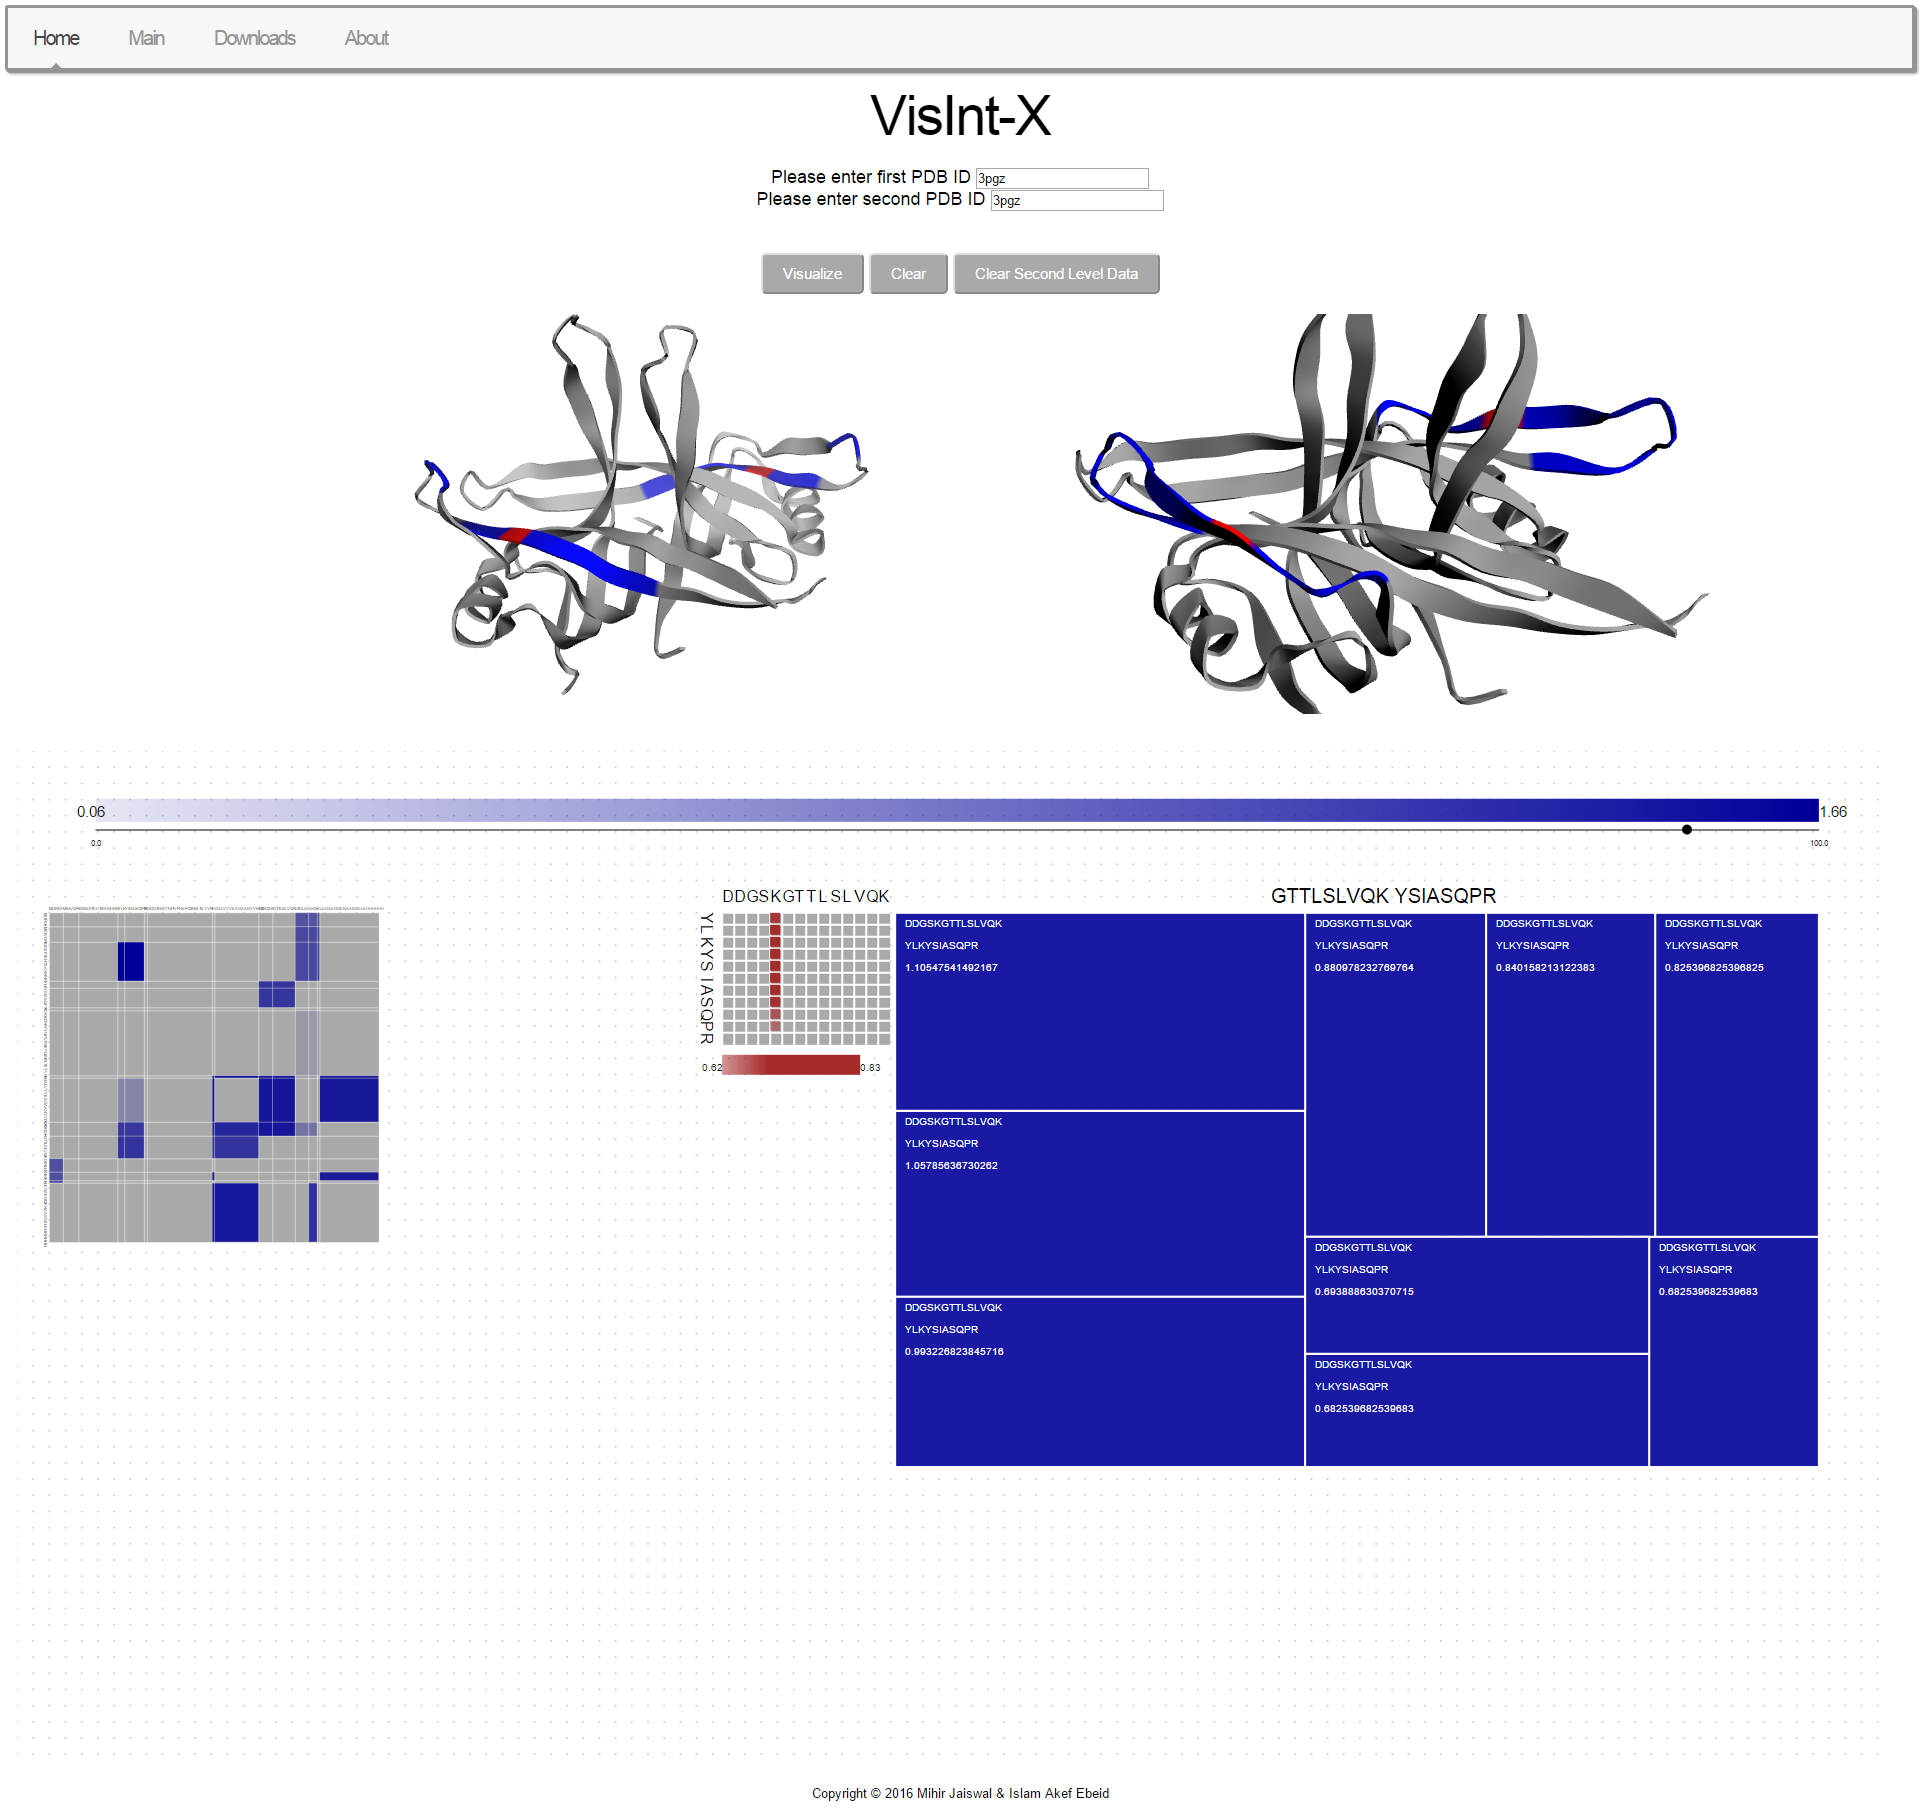 Home Main Downloads About
VisInt-X
Please enter first PDB ID 3pgz
Please enter second PDB ID 3pgz
Visualize Clear Clear Second Level Data
0.06 1.66
0.0 100.0
DDGSKGTTLSLVQK
YLKYSIASQPR
0.62 0.83
GTTLSLVQK YSIASQPR
DDGSKGTTLSLVQK
YLKYSIASQPR
1.10547541492167
DDGSKGTTLSLVQK
YLKYSIASQPR
0.880978232769764
DDGSKGTTLSLVQK
YLKYSIASQPR
0.840158213122383
DDGSKGTTLSLVQK
YLKYSIASQPR
0.825396825396825
DDGSKGTTLSLVQK
YLKYSIASQPR
1.05785636730262
DDGSKGTTLSLVQK
YLKYSIASQPR
0.693888630370715
DDGSKGTTLSLVQK
YLKYSIASQPR
0.682539682539683
DDGSKGTTLSLVQK
YLKYSIASQPR
0.993226823845716
DDGSKGTTLSLVQK
YLKYSIASQPR
0.682539682539683
Copyright © 2016 Mihir Jaiswal & Islam Akef Ebeid